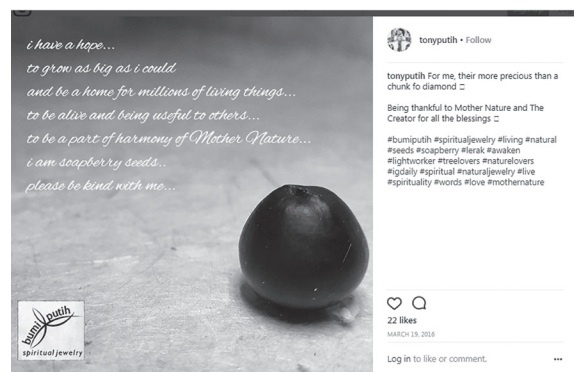 i have a hope...
to grow as big as i could
and be a home for millions of living things...
to be alive and being useful to others...
to be a part of harmony of Mother Nature...
i am soapberry seeds..
please be kind with me...
bumi putih
spiritual jewelry
tonyputih • Follow
tonyputih For me, their more precious than a
chunk fo diamond □
Being thankful to Mother Nature and The
Creator for all the blessings □
#bumiputih #spiritualjewelry #living #natural
#seeds #soapberry #lerak #awaken
#lightworker #treelovers #naturelovers
#igdaily #spiritual #naturaljewelry #live
#spirituality #words #love #mothernature
22 likes
MARCH 19, 2016
Log in to like or comment.